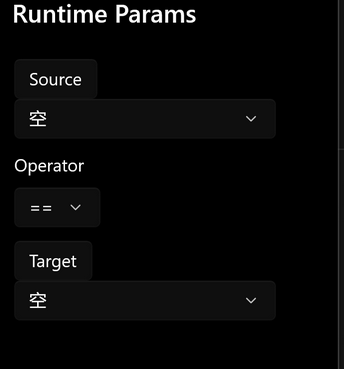 Runtime Params
Source
空
Operator
==
Target
空